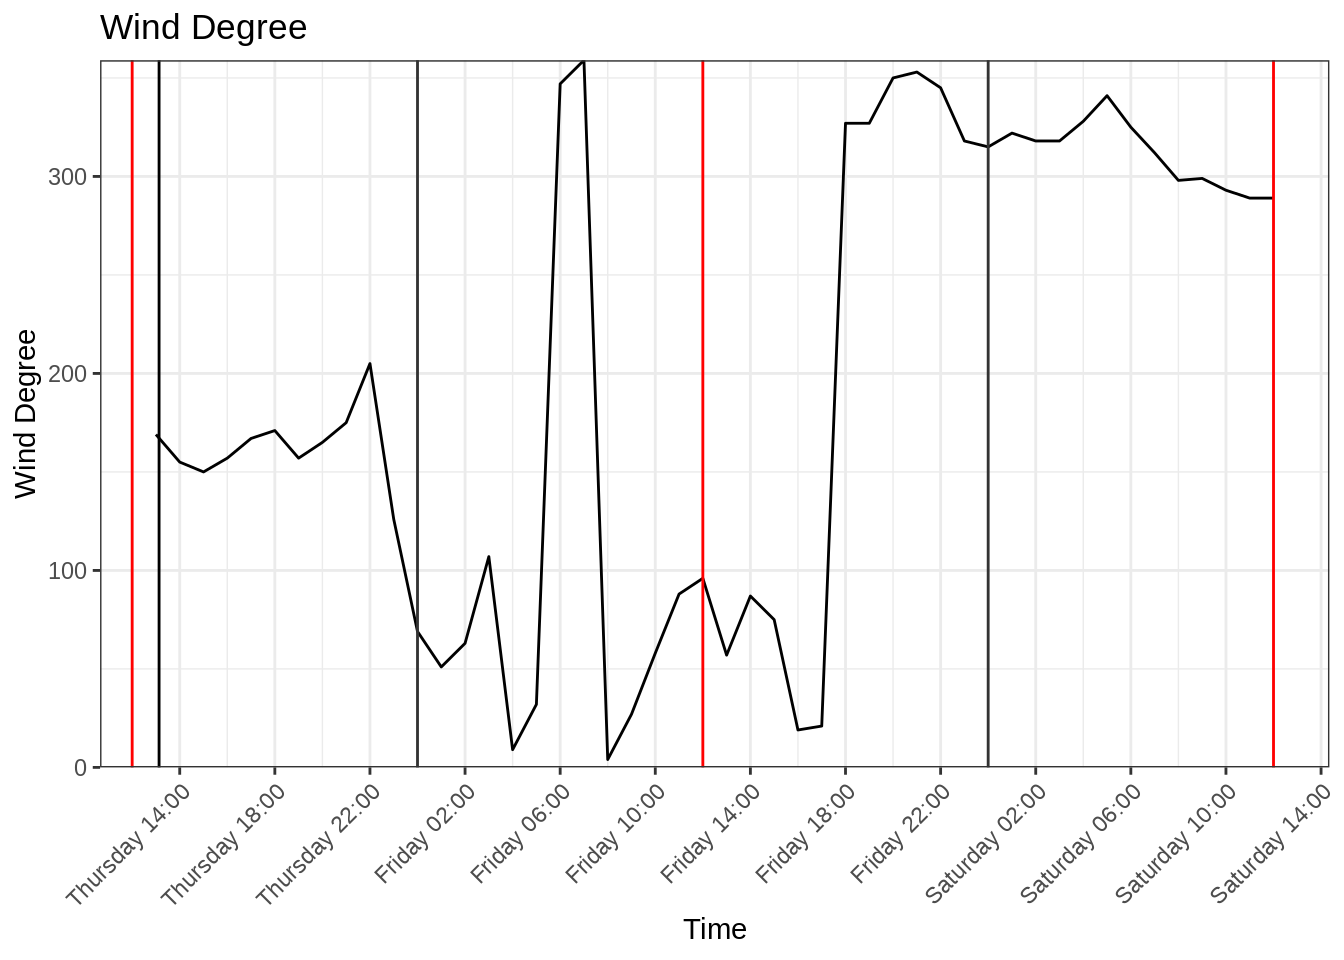 Wind Degree
Wind Degree
300
200
100
0
Thursday 14:00
Thursday 18:00
Thursday 22:00
Friday 02:00
Friday 06:00
Friday 10:00
Friday 14:00
Friday 18:00
Friday 22:00
Saturday 02:00
Saturday 06:00
Saturday 10:00
Saturday 14:00
Time